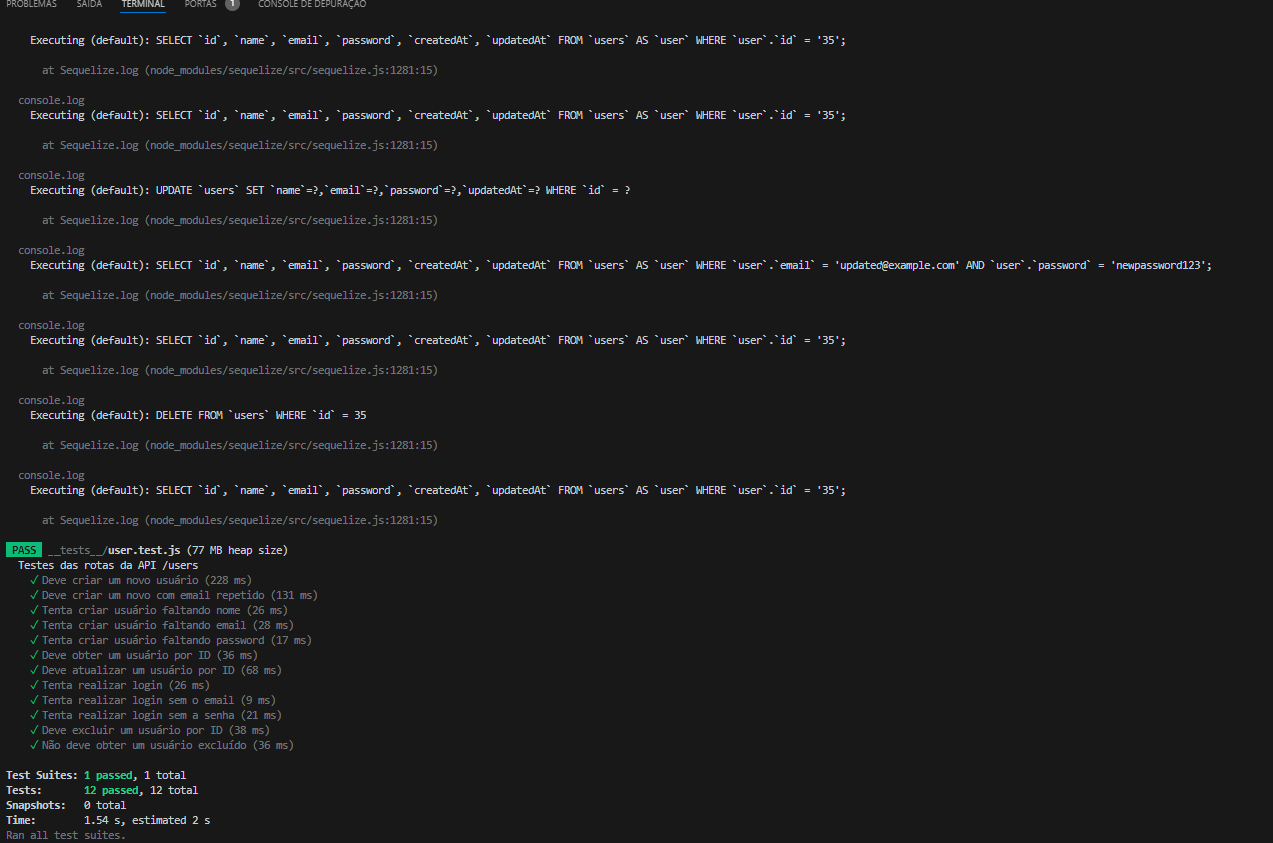 PROBLEMAS SAÍDA TERMINAL PORTAS 1 CONSOLE DE DEPURAÇÃO
Executing (default): SELECT `id`, `name`, `email`, `password`, `createdAt`, `updatedAt` FROM `users` AS `user` WHERE `user`.`id` = '35';
at Sequelize.log (node_modules/sequelize/src/sequelize.js:1281:15)
console.log
Executing (default): SELECT `id`, `name`, `email`, `password`, `createdAt`, `updatedAt` FROM `users` AS `user` WHERE `user`.`id` = '35';
at Sequelize.log (node_modules/sequelize/src/sequelize.js:1281:15)
console.log
Executing (default): UPDATE `users` SET `name`=?,`email`=?,`password`=?,`updatedAt`=? WHERE `id` = ?
at Sequelize.log (node_modules/sequelize/src/sequelize.js:1281:15)
console.log
Executing (default): SELECT `id`, `name`, `email`, `password`, `createdAt`, `updatedAt` FROM `users` AS `user` WHERE `user`.`email` = 'updated@example.com' AND `user`.`password` = 'newpassword123';
at Sequelize.log (node_modules/sequelize/src/sequelize.js:1281:15)
console.log
Executing (default): SELECT `id`, `name`, `email`, `password`, `createdAt`, `updatedAt` FROM `users` AS `user` WHERE `user`.`id` = '35';
at Sequelize.log (node_modules/sequelize/src/sequelize.js:1281:15)
console.log
Executing (default): DELETE FROM `users` WHERE `id` = 35
at Sequelize.log (node_modules/sequelize/src/sequelize.js:1281:15)
console.log
Executing (default): SELECT `id`, `name`, `email`, `password`, `createdAt`, `updatedAt` FROM `users` AS `user` WHERE `user`.`id` = '35';
at Sequelize.log (node_modules/sequelize/src/sequelize.js:1281:15)
PASS __tests__/user.test.js (77 MB heap size)
Testes das rotas da API /users
✓ Deve criar um novo usuário (228 ms)
✓ Deve criar um novo com email repetido (131 ms)
✓ Tenta criar usuário faltando nome (26 ms)
✓ Tenta criar usuário faltando email (28 ms)
✓ Tenta criar usuário faltando password (17 ms)
✓ Deve obter um usuário por ID (36 ms)
✓ Deve atualizar um usuário por ID (68 ms)
✓ Tenta realizar login (26 ms)
✓ Tenta realizar login sem o email (9 ms)
✓ Tenta realizar login sem a senha (21 ms)
✓ Deve excluir um usuário por ID (38 ms)
✓ Não deve obter um usuário excluído (36 ms)
Test Suites: 1 passed, 1 total
Tests: 12 passed, 12 total
Snapshots: 0 total
Time: 1.54 s, estimated 2 s
Ran all test suites.